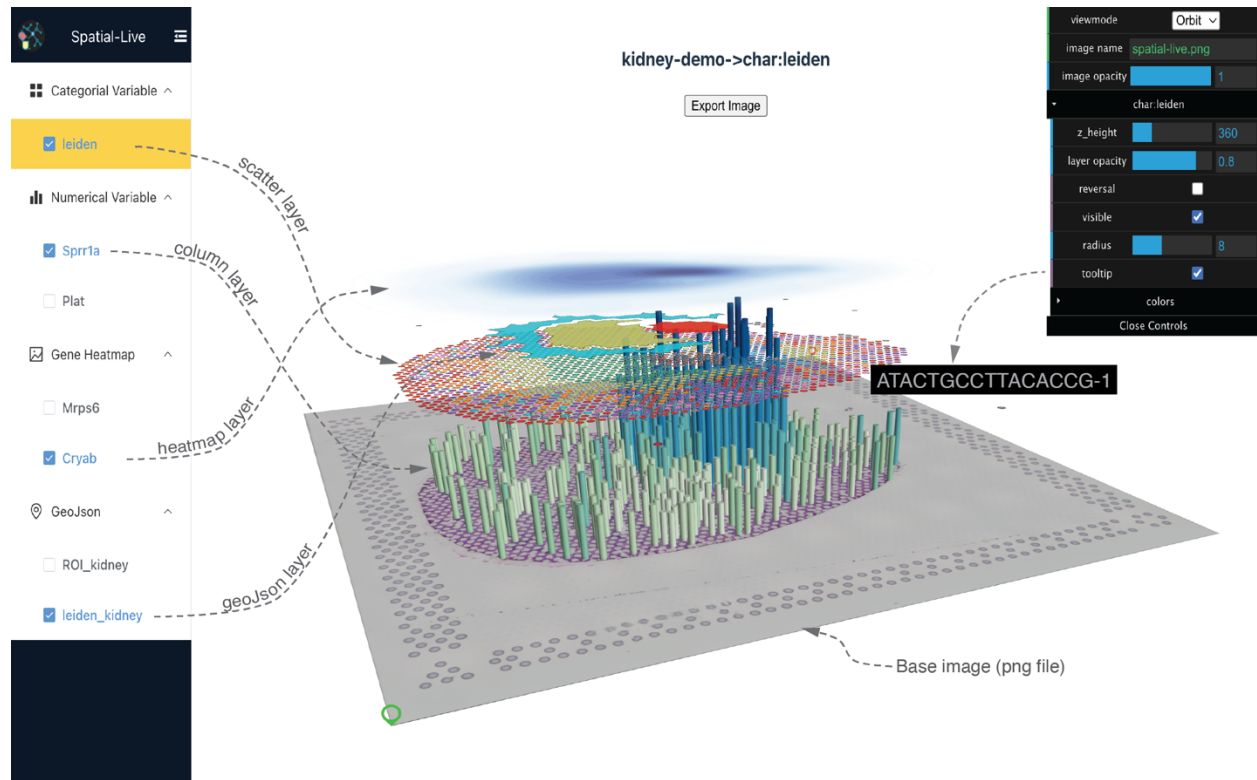 Spatial-Live
Categorial Variable
leiden
Numerical Variable
Sprr1a
Plat
Gene Heatmap
Mrps6
Cryab
GeoJson
ROI_kidney
leiden_kidney
kidney-demo->char:leiden
Export Image
scatter layer
column layer
heatmap layer
geoJson layer
viewmode Orbit
image name spatial-live.png
image opacity 1
char:leiden
z_height 360
layer opacity 0.8
reversal
visible
radius 8
tooltip
colors
Close Controls
ATACTGCCTTACACCG-1
Base image (png file)